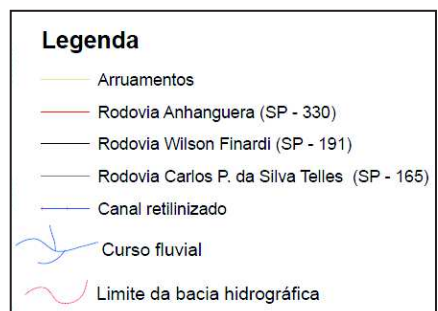 Legenda
Arruamentos
Rodovia Anhanguera (SP - 330)
Rodovia Wilson Finardi (SP - 191)
Rodovia Carlos P. da Silva Telles (SP - 165)
Canal retilinizado
Curso fluvial
Limite da bacia hidrográfica